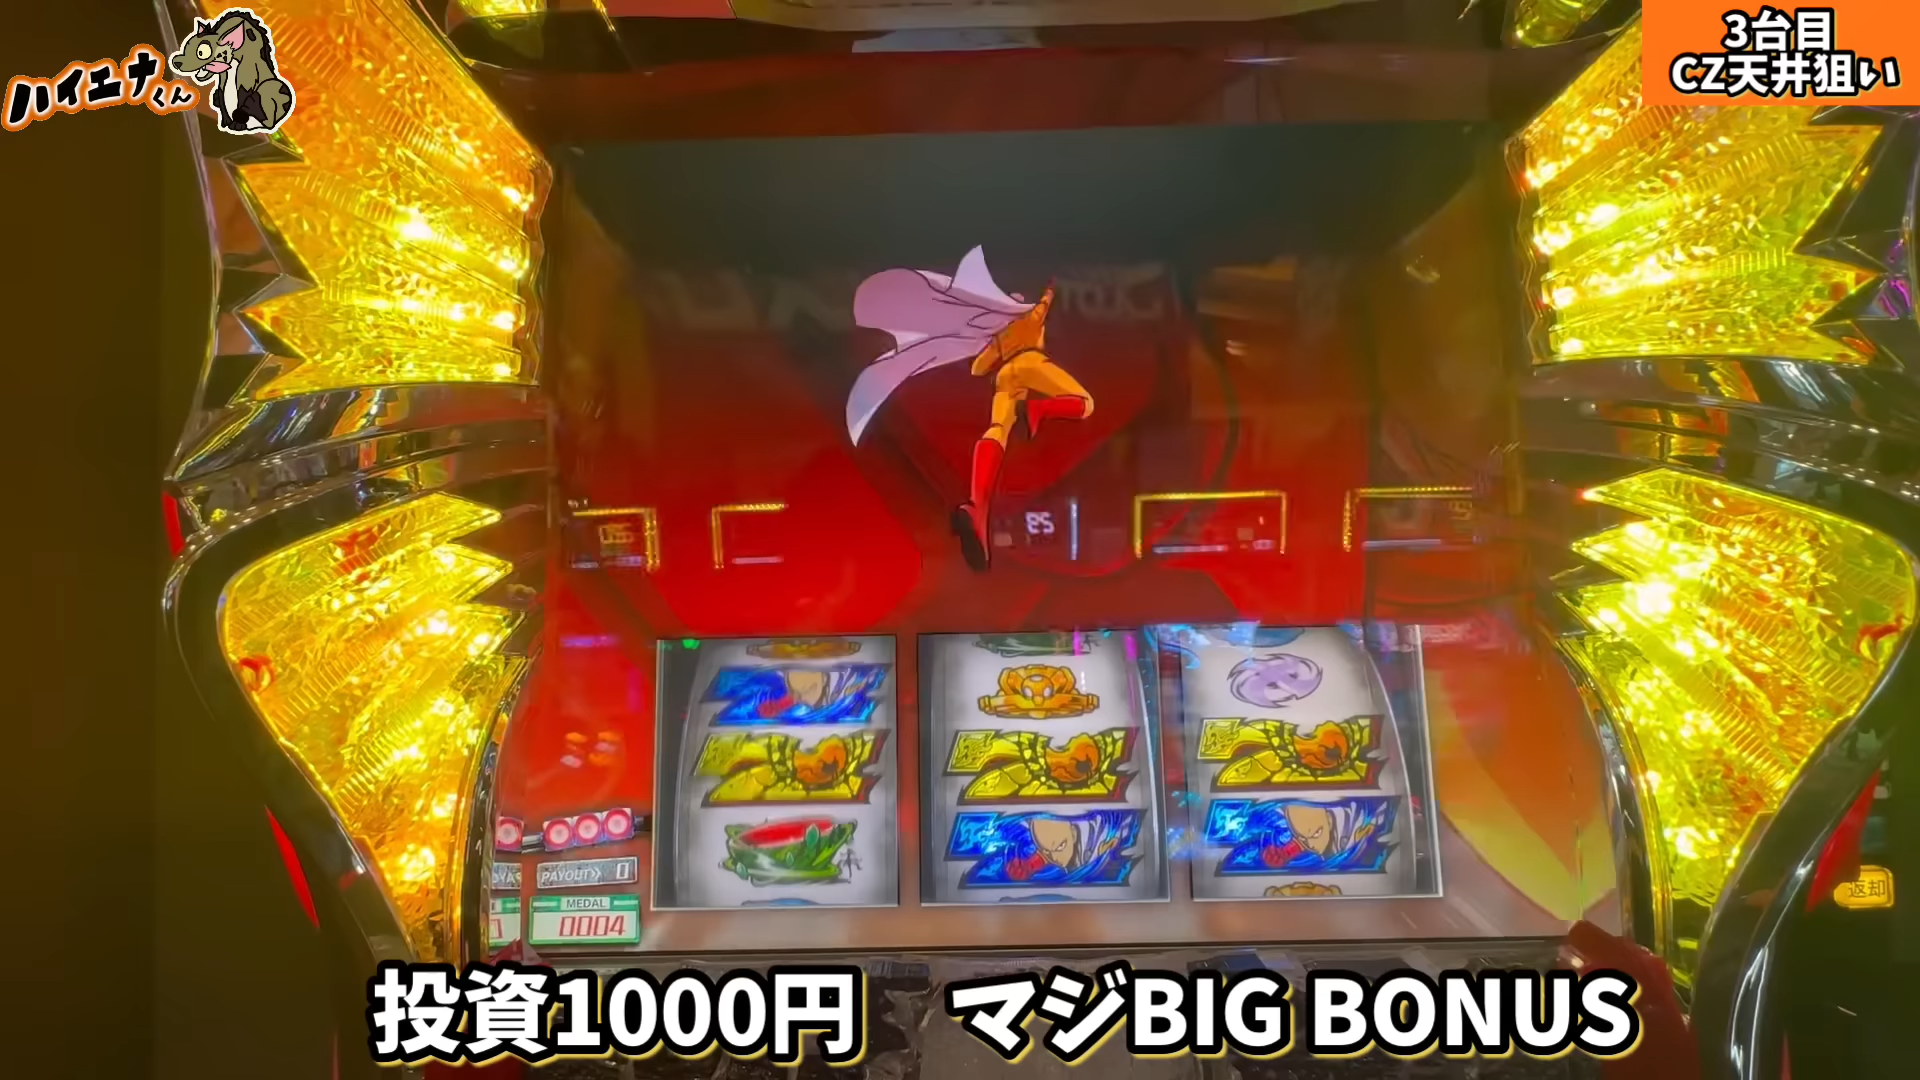 ハイエナくん
3台目
CZ天井狙い
PAYOUT》 0
MEDAL
0004
返却
投資1000円 マジBIG BONUS